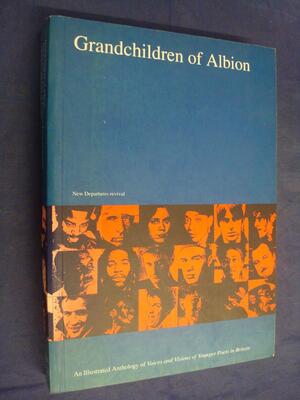 Grandchildren of Albion
New Departures revival
An Illustrated Anthology of Voices and Visions of Younger Poets in Britain